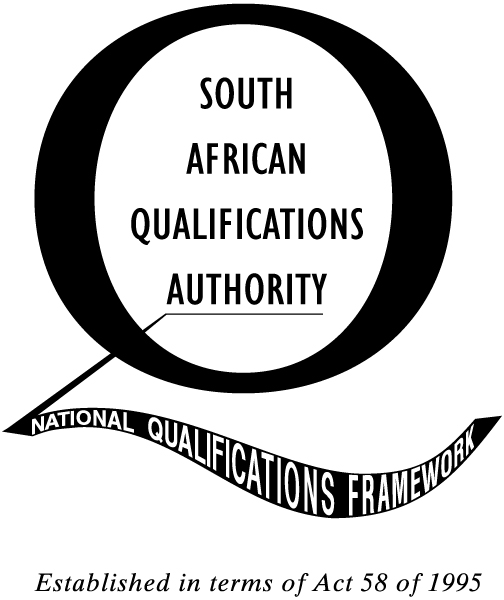 SOUTH
AFRICAN
QUALIFICATIONS
AUTHORITY
NATIONAL QUALIFICATIONS FRAMEWORK
Established in terms of Act 58 of 1995